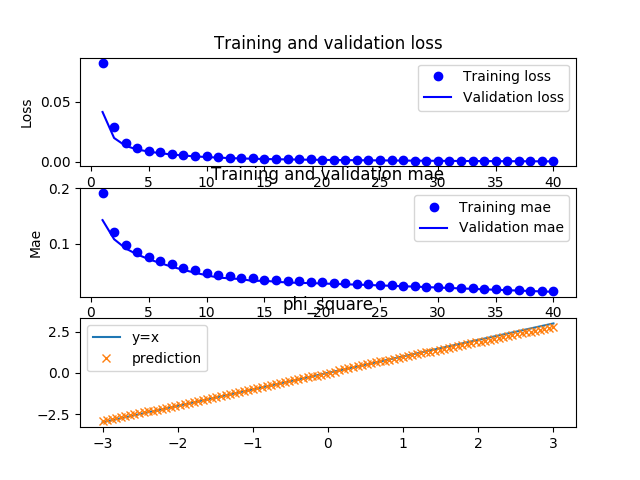 Training and validation loss
Loss
0.05
0.00
Training loss
Validation loss
0 5 10 15 20 25 30 35 40
Training and validation mae
Mae
0.2
0.1
Training mae
Validation mae
0 5 10 15 20 25 30 35 40
phi_square
2.5
0.0
−2.5
y=x
prediction
−3 −2 −1 0 1 2 3